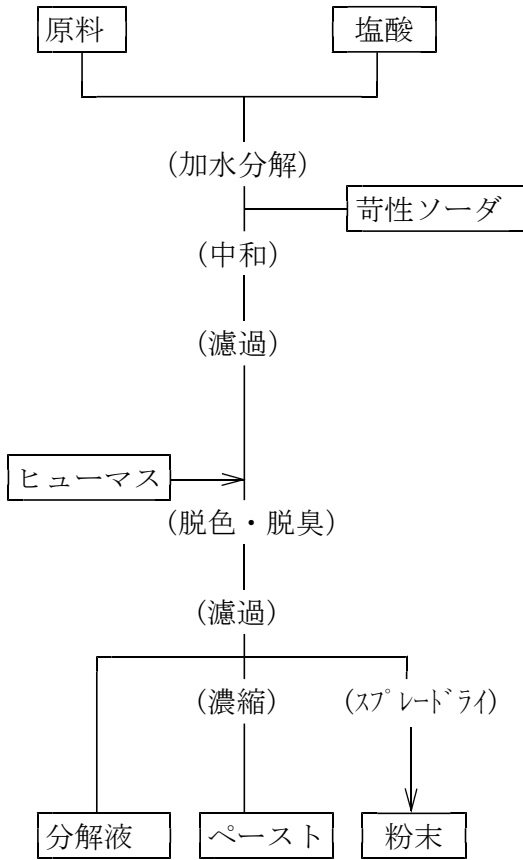 原料 塩酸
(加水分解)
苛性ソーダ
(中和)
(濾過)
ヒューマス
(脱色・脱臭)
(濾過)
(濃縮) (スプレードライ)
分解液 ペースト 粉末